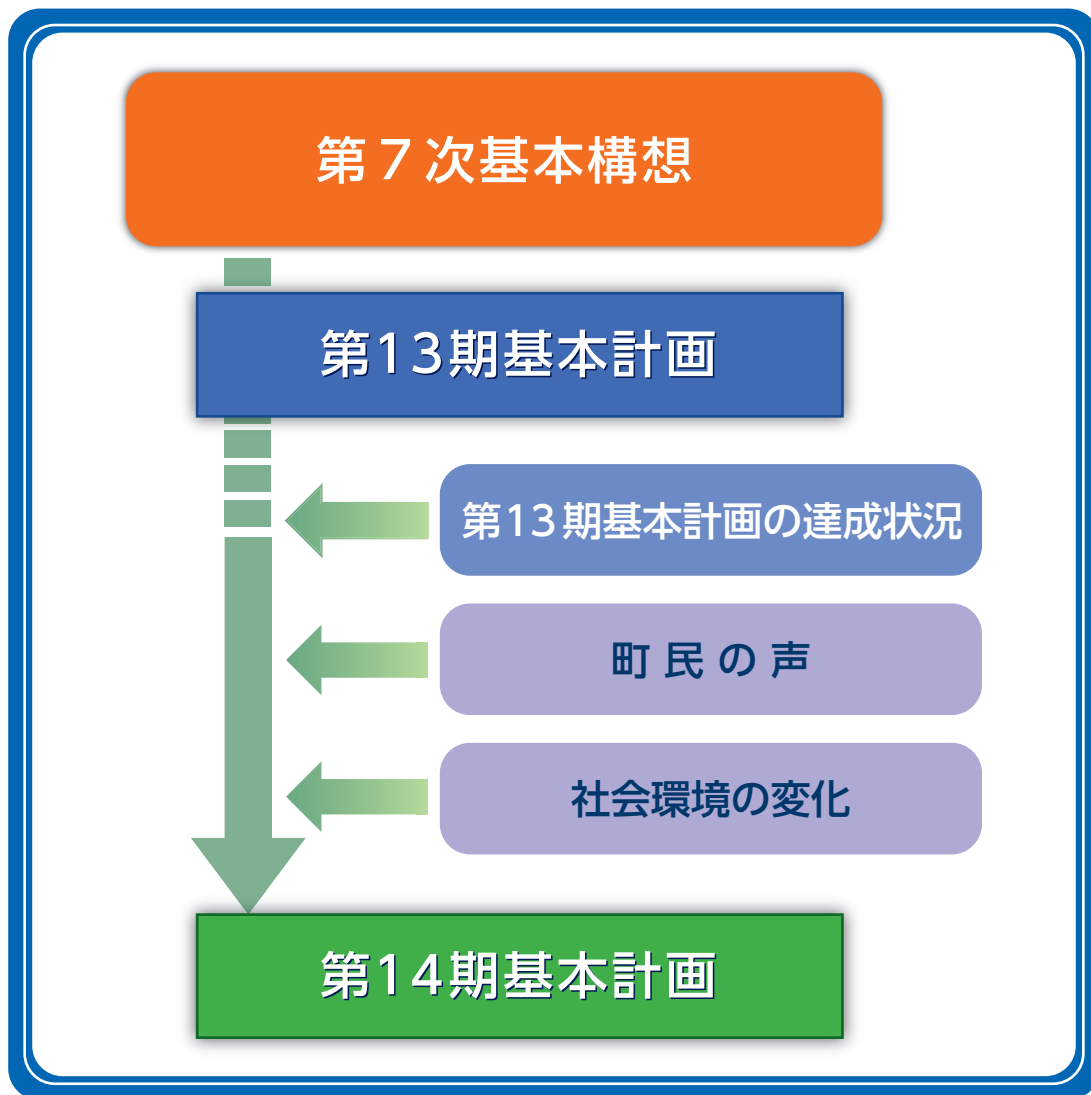 第7次基本構想
第13期基本計画
第13期基本計画の達成状況
町民の声
社会環境の変化
第14期基本計画